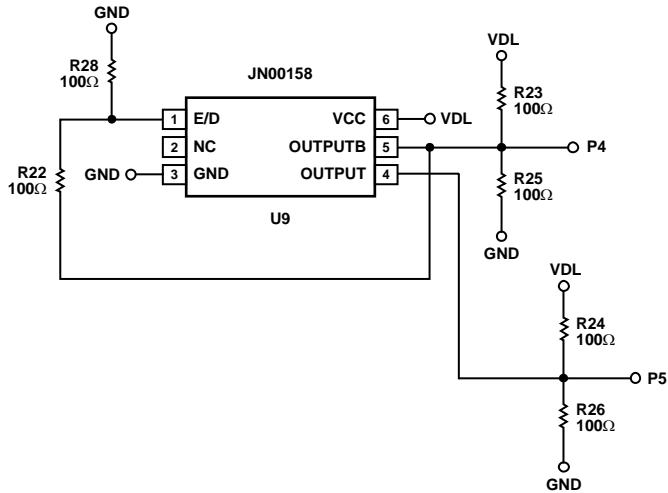 GND
R28
100Ω
JN00158
VDL
R23
100Ω
1 E/D VCC 6 VDL
2 NC OUTPUTB 5 P4
R22
100Ω
GND 3 GND OUTPUT 4
R25
100Ω
U9
GND
VDL
R24
100Ω
P5
R26
100Ω
GND